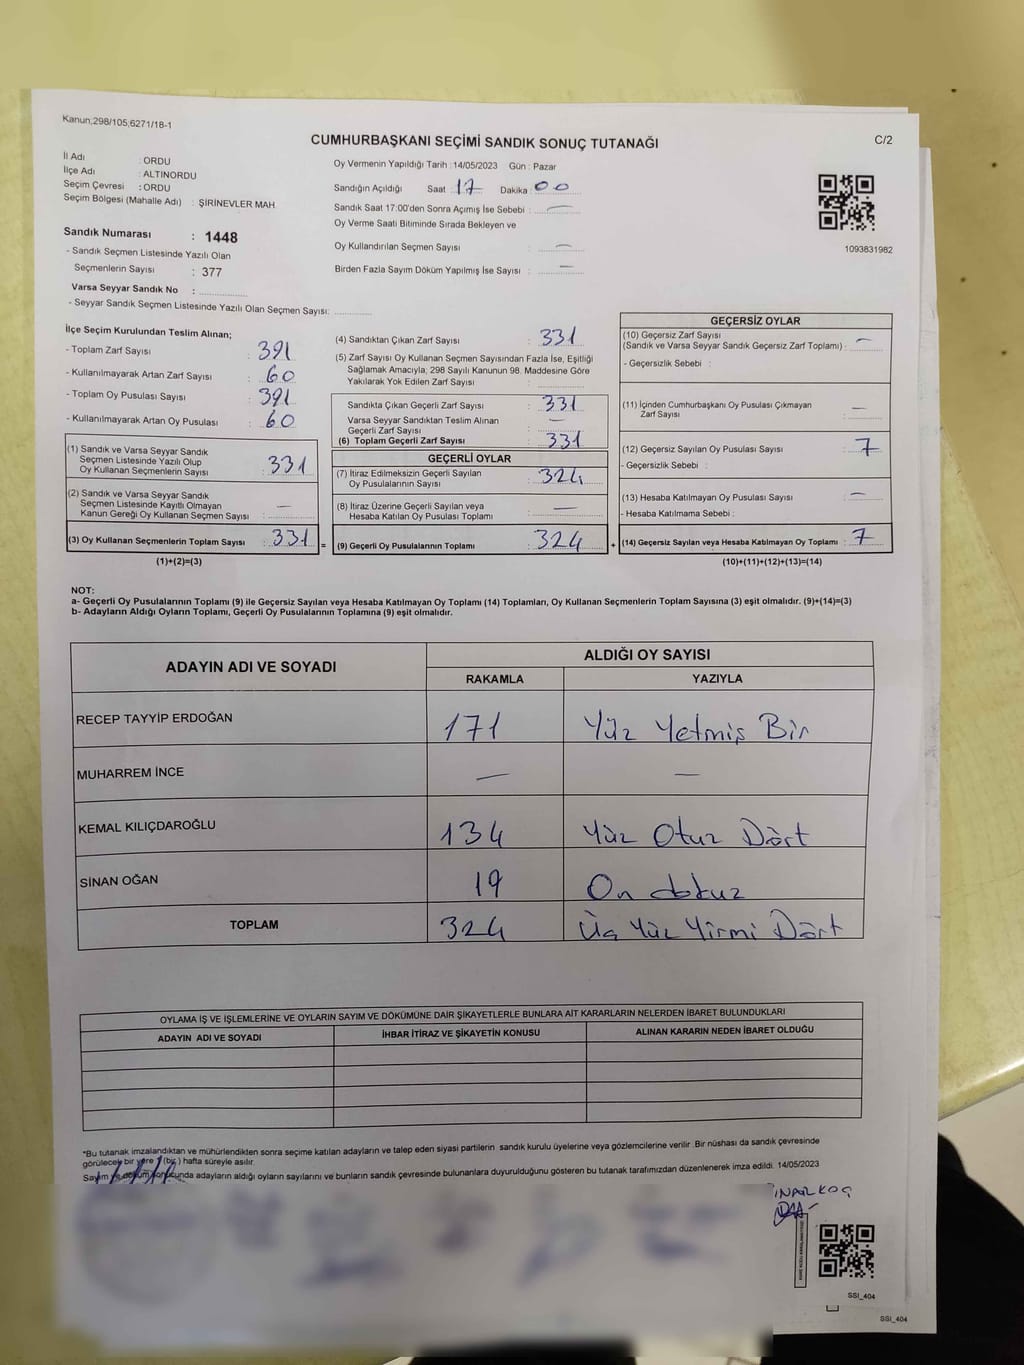 Kanun;298/105;6271/18-1
CUMHURBAŞKANI SEÇİMİ SANDIK SONUÇ TUTANAĞI
C/2
İl Adı : ORDU
İlçe Adı : ALTINORDU
Seçim Çevresi : ORDU
Seçim Bölgesi (Mahalle Adı) : ŞİRİNEVLER MAH.
Sandık Numarası : 1448
- Sandık Seçmen Listesinde Yazılı Olan
Seçmenlerin Sayısı : 377
Varsa Seyyar Sandık No :
- Seyyar Sandık Seçmen Listesinde Yazılı Olan Seçmen Sayısı:
Oy Vermenin Yapıldığı Tarih : 14/05/2023 Gün : Pazar
Sandığın Açıldığı Saat 17 Dakika : 00
Sandık Saat 17:00'den Sonra Açımış İse Sebebi : —
Oy Verme Saati Bitiminde Sırada Bekleyen ve
Oy Kullandırılan Seçmen Sayısı : —
Birden Fazla Sayım Döküm Yapılmış İse Sayısı : —
1093831982
İlçe Seçim Kurulundan Teslim Alınan;
- Toplam Zarf Sayısı : 391
- Kullanılmayarak Artan Zarf Sayısı : 60
- Toplam Oy Pusulası Sayısı : 391
- Kullanılmayarak Artan Oy Pusulası : 60
(1) Sandık ve Varsa Seyyar Sandık
Seçmen Listesinde Yazılı Olup
Oy Kullanan Seçmenlerin Sayısı : 331
(2) Sandık ve Varsa Seyyar Sandık
Seçmen Listesinde Kayıtlı Olmayan
Kanun Gereği Oy Kullanan Seçmen Sayısı : —
(3) Oy Kullanan Seçmenlerin Toplam Sayısı : 331 =
(1)+(2)=(3)
(4) Sandıktan Çıkan Zarf Sayısı : 331
(5) Zarf Sayısı Oy Kullanan Seçmen Sayısından Fazla İse, Eşitliği
Sağlamak Amacıyla; 298 Sayılı Kanunun 98. Maddesine Göre
Yakılarak Yok Edilen Zarf Sayısı :
Sandıkta Çıkan Geçerli Zarf Sayısı : 331
Varsa Seyyar Sandıktan Teslim Alınan
Geçerli Zarf Sayısı : —
(6) Toplam Geçerli Zarf Sayısı : 331
GEÇERLİ OYLAR
(7) İtiraz Edilmeksizin Geçerli Sayılan
Oy Pusulalarının Sayısı : 324
(8) İtiraz Üzerine Geçerli Sayılan veya
Hesaba Katılan Oy Pusulası Toplamı : —
(9) Geçerli Oy Pusulalarının Toplamı : 324 +
GEÇERSİZ OYLAR
(10) Geçersiz Zarf Sayısı
(Sandık ve Varsa Seyyar Sandık Geçersiz Zarf Toplamı) : —
- Geçersizlik Sebebi :
(11) İçinden Cumhurbaşkanı Oy Pusulası Çıkmayan
Zarf Sayısı : —
(12) Geçersiz Sayılan Oy Pusulası Sayısı : 7
- Geçersizlik Sebebi :
(13) Hesaba Katılmayan Oy Pusulası Sayısı : —
- Hesaba Katılmama Sebebi :
(14) Geçersiz Sayılan veya Hesaba Katılmayan Oy Toplamı : 7
(10)+(11)+(12)+(13)=(14)
NOT:
a- Geçerli Oy Pusulalarının Toplamı (9) ile Geçersiz Sayılan veya Hesaba Katılmayan Oy Toplamı (14) Toplamları, Oy Kullanan Seçmenlerin Toplam Sayısına (3) eşit olmalıdır. (9)+(14)=(3)
b- Adayların Aldığı Oyların Toplamı, Geçerli Oy Pusulalarının Toplamına (9) eşit olmalıdır.
ADAYIN ADI VE SOYADI
ALDIĞI OY SAYISI
RAKAMLA YAZIYLA
RECEP TAYYİP ERDOĞAN 171 Yüz Yetmiş Bir
MUHARREM İNCE — —
KEMAL KILIÇDAROĞLU 134 Yüz Otuz Dört
SİNAN OĞAN 19 On dokuz
TOPLAM 324 Üç Yüz Yirmi Dört
OYLAMA İŞ VE İŞLEMLERİNE VE OYLARIN SAYIM VE DÖKÜMÜNE DAİR ŞİKAYETLERLE BUNLARA AİT KARARLARIN NELERDEN İBARET BULUNDUKLARI
ADAYIN ADI VE SOYADI İHBAR İTİRAZ VE ŞİKAYETİN KONUSU ALINAN KARARIN NEDEN İBARET OLDUĞU
*Bu tutanak imzalandıktan ve mühürlendikten sonra seçime katılan adayların ve talep eden siyasi partilerin sandık kurulu üyelerine veya gözlemcilerine verilir. Bir nüshası da sandık çevresinde
görülecek bir yere 1 (bir) hafta süreyle asılır.
Sayım ve döküm sonucunda adayların aldığı oyların sayılarını ve bunların sandık çevresinde bulunanlara duyurulduğunu gösteren bu tutanak tarafımızdan düzenlenerek imza edildi. 14/05/2023
SSI_404
SSI_404